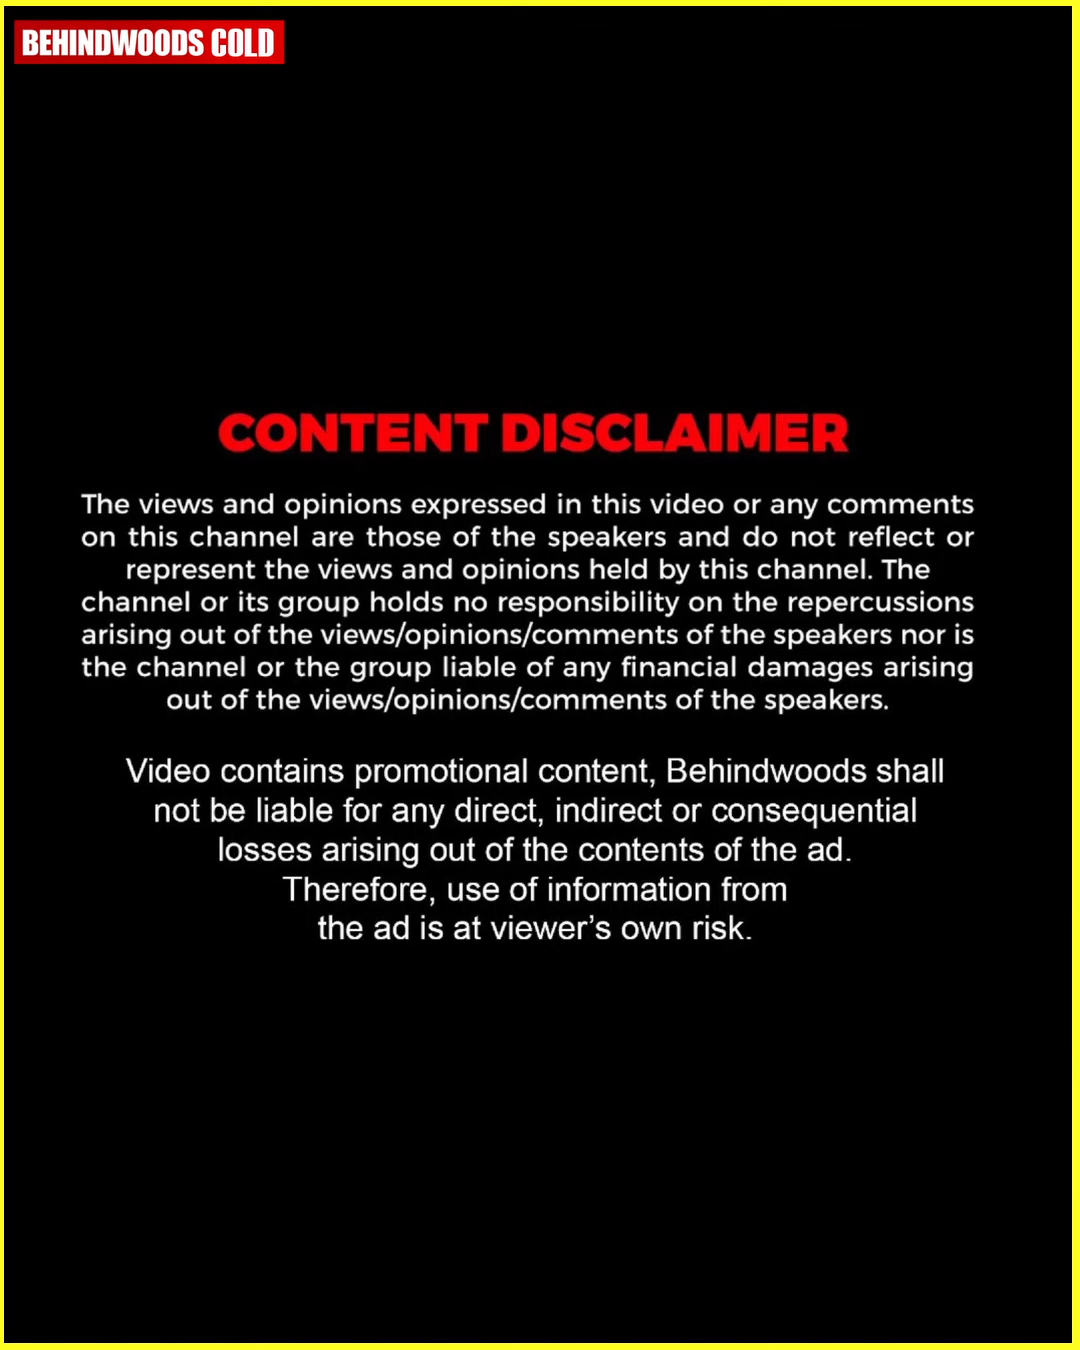 BEHINDWOODS COLD
CONTENT DISCLAIMER
The views and opinions expressed in this video or any comments
on this channel are those of the speakers and do not reflect or
represent the views and opinions held by this channel. The
channel or its group holds no responsibility on the repercussions
arising out of the views/opinions/comments of the speakers nor is
the channel or the group liable of any financial damages arising
out of the views/opinions/comments of the speakers.
Video contains promotional content, Behindwoods shall
not be liable for any direct, indirect or consequential
losses arising out of the contents of the ad.
Therefore, use of information from
the ad is at viewer’s own risk.